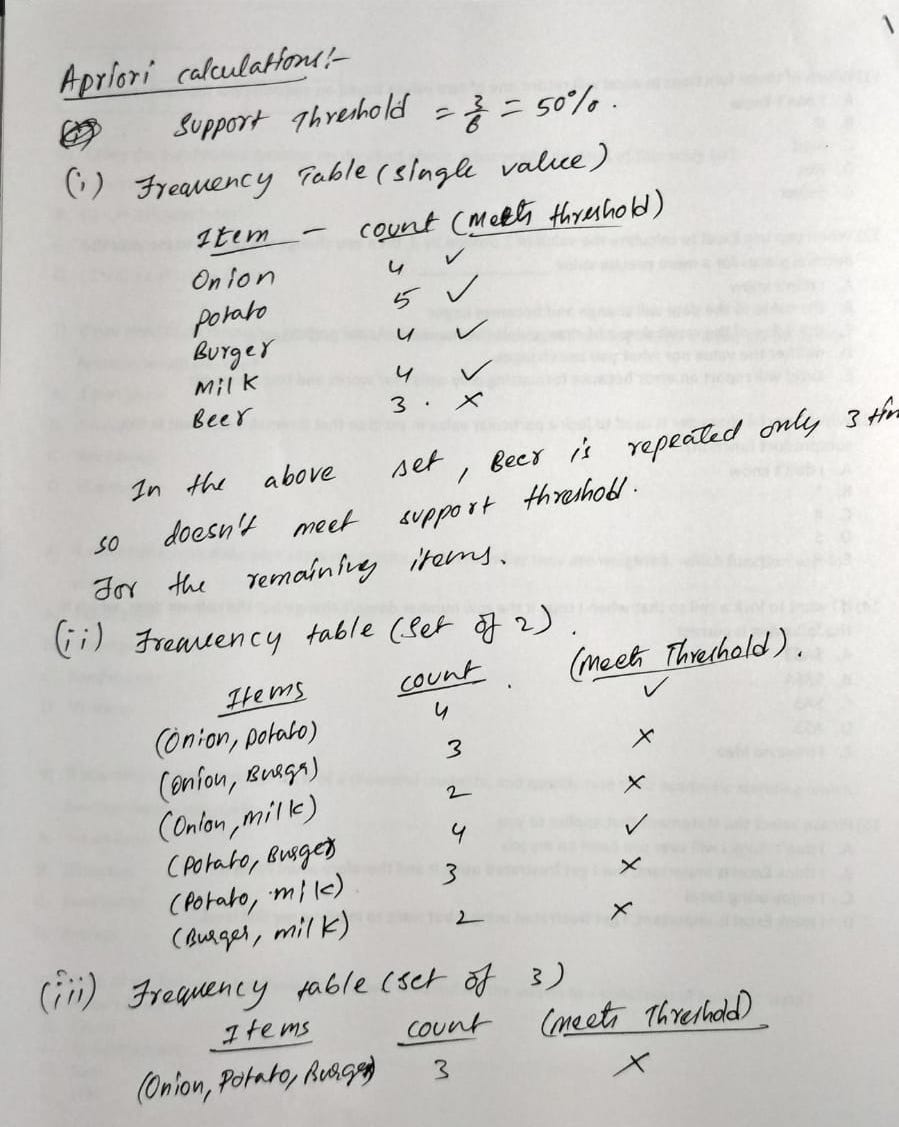 Apriori calculations:-
Support Threshold = 3/6 = 50%.
(i) Frequency Table (single value)
Item - count (Meets threshold)
Onion 4 ✓
potato 5 ✓
Burger 4 ✓
Milk 4 ✓
Beer 3 . ×
In the above set, Beer is repeated only 3
so doesn't meet support threshold.
For the remaining items.
(ii) Frequency table (Set of 2).
Items count . (meets Threshold).
(Onion, potato) 4 ✓
(onion, Burger) 3 ×
(Onion, milk) 2 ×
(Potato, Burger) 4 ✓
(Potato, milk) 3 ×
(Burger, milk) 2 ×
(iii) Frequency table (set of 3)
Items count (meets Threshold)
(Onion, Potato, Burger) 3 ×